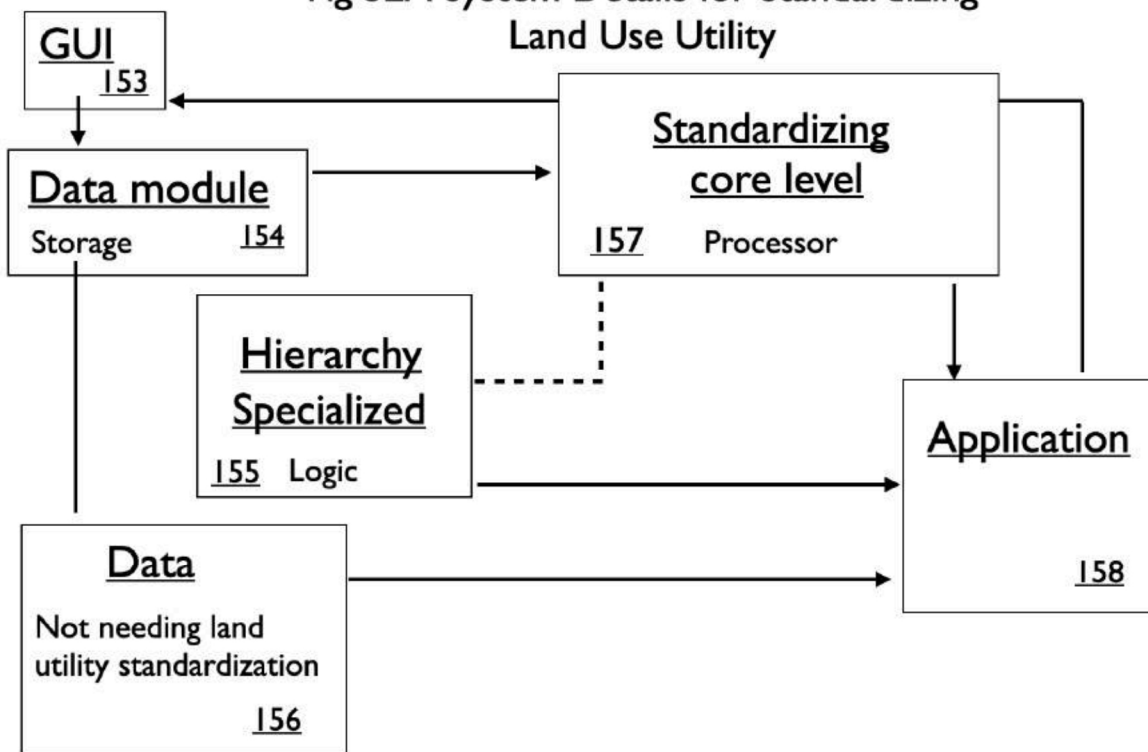 Land Use Utility
GUI
153
Data module
Storage 154
Standardizing
core level
157 Processor
Hierarchy
Specialized
155 Logic
Application
158
Data
Not needing land
utility standardization
156